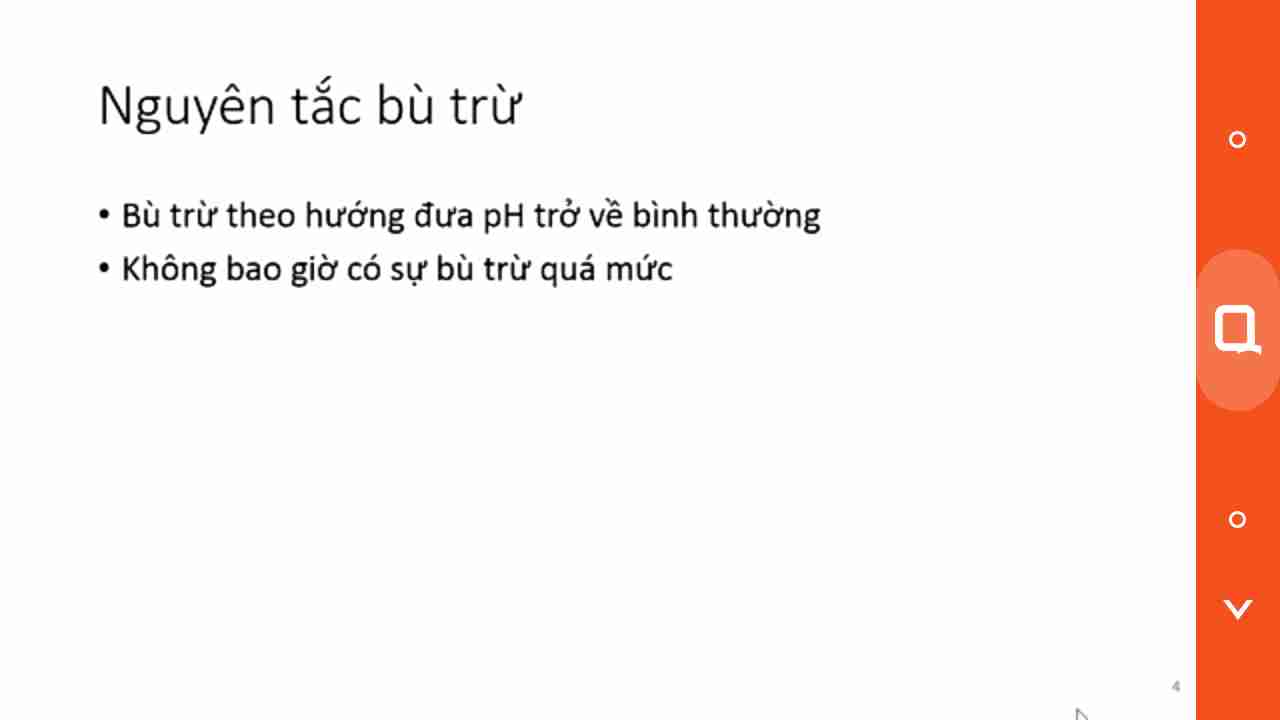 Nguyên tắc bù trừ
• Bù trừ theo hướng đưa pH trở về bình thường
• Không bao giờ có sự bù trừ quá mức
4